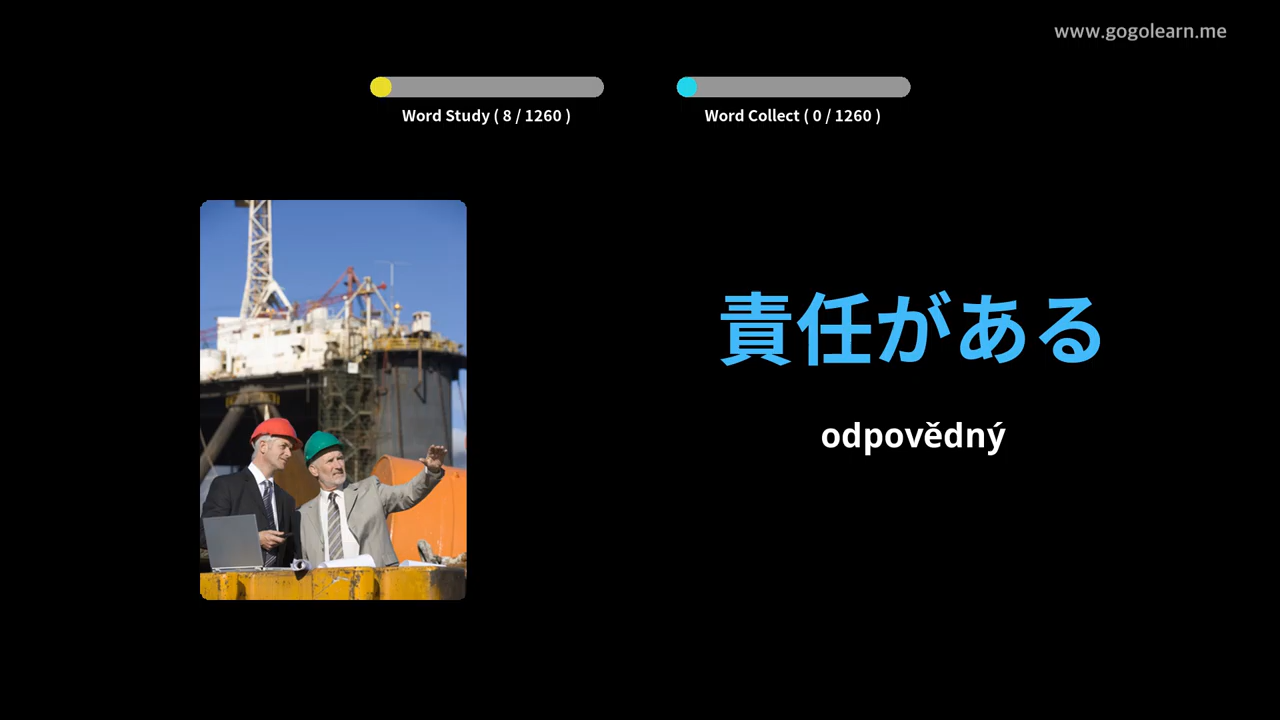 www.gogolearn.me
Word Study ( 8 / 1260 )
Word Collect ( 0 / 1260 )
責任がある
odpovědný